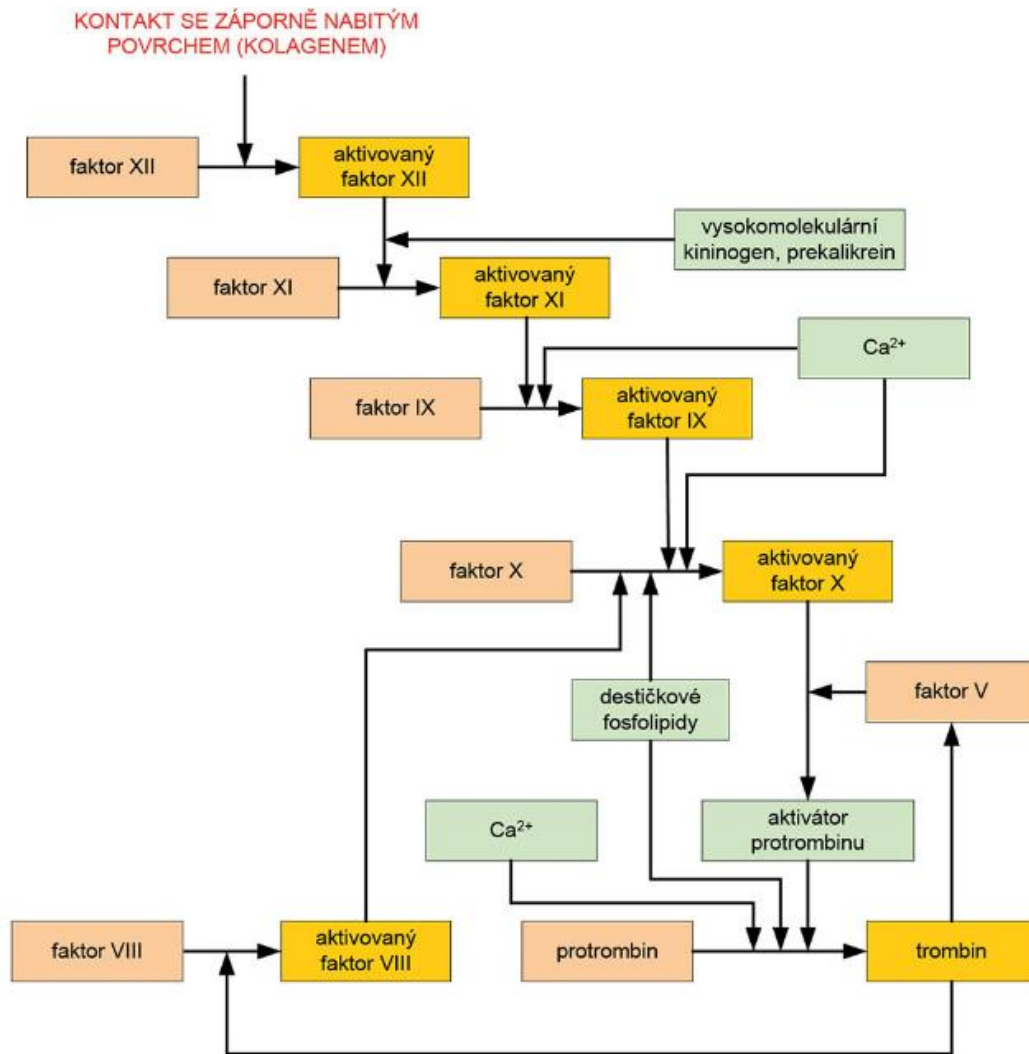 KONTAKT SE ZÁPORNĚ NABITÝM
POVRCHEM (KOLAGENEM)
faktor XII
aktivovaný
faktor XII
vysokomolekulární
kininogen, prekalikrein
faktor XI
aktivovaný
faktor XI
Ca²⁺
faktor IX
aktivovaný
faktor IX
faktor X
aktivovaný
faktor X
destičkové
fosfolipidy
faktor V
Ca²⁺
aktivátor
protrombinu
faktor VIII
aktivovaný
faktor VIII
protrombin
trombin